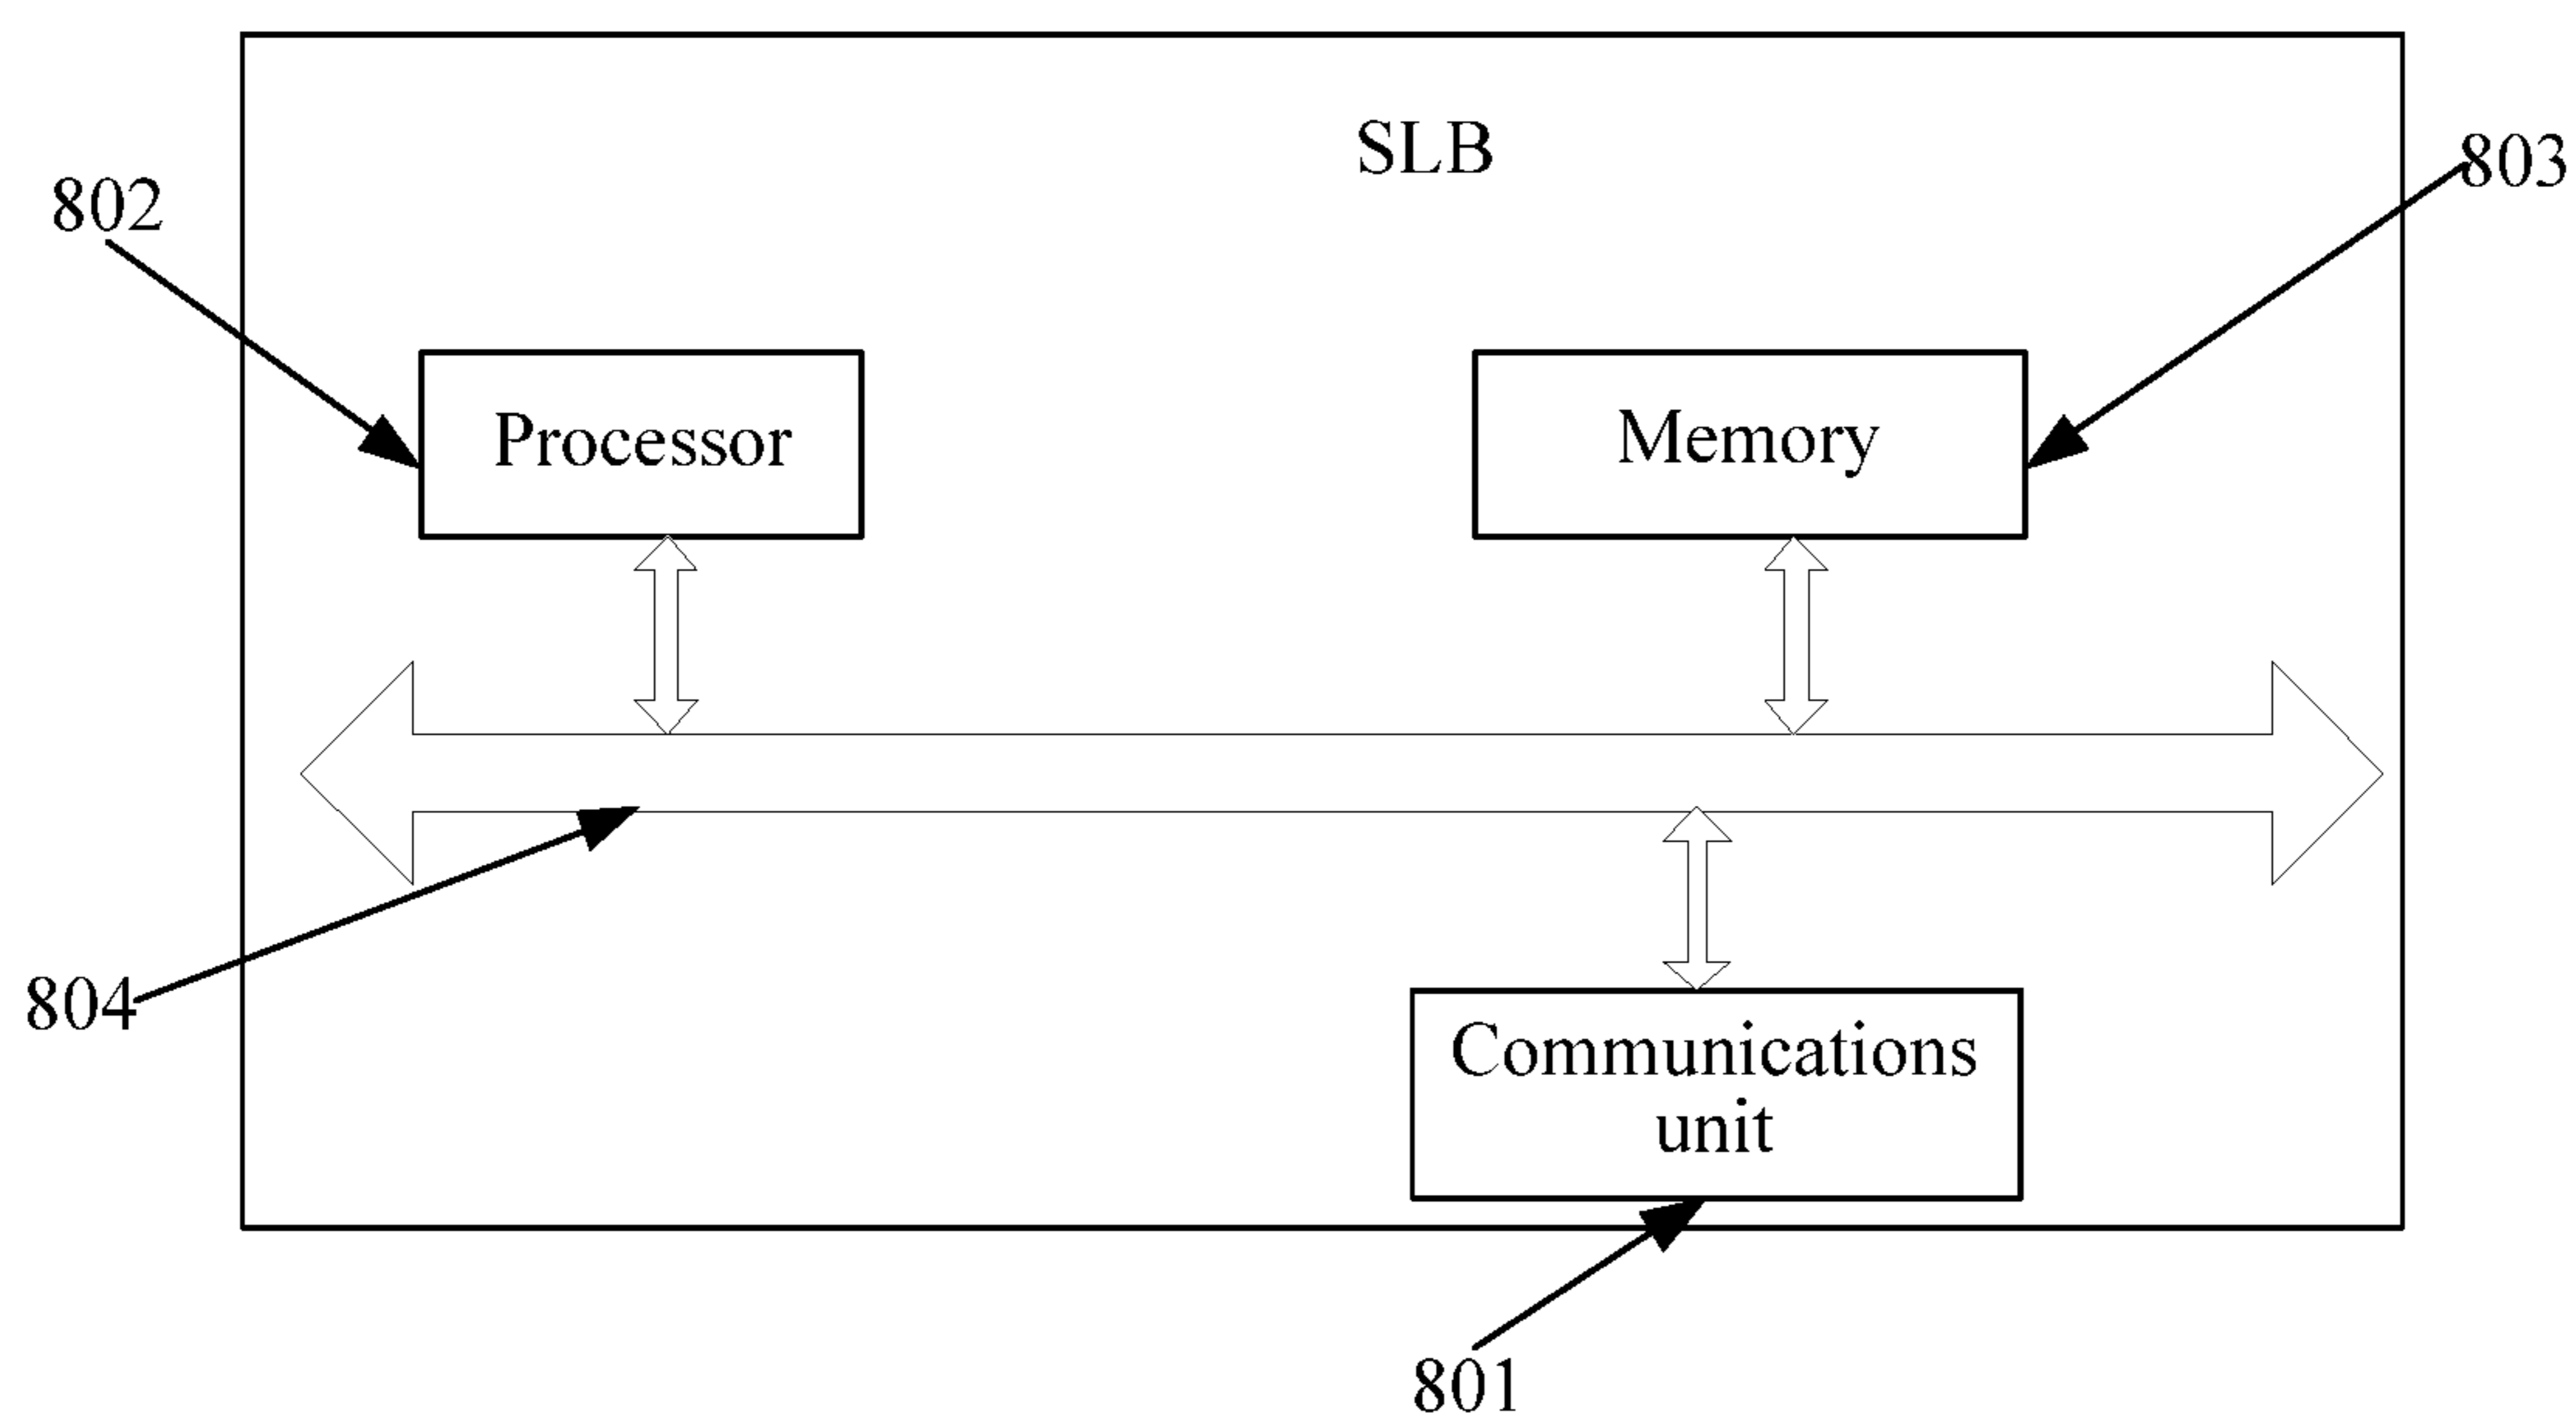 SLB
802
803
Processor
Memory
804
Communications
unit
801